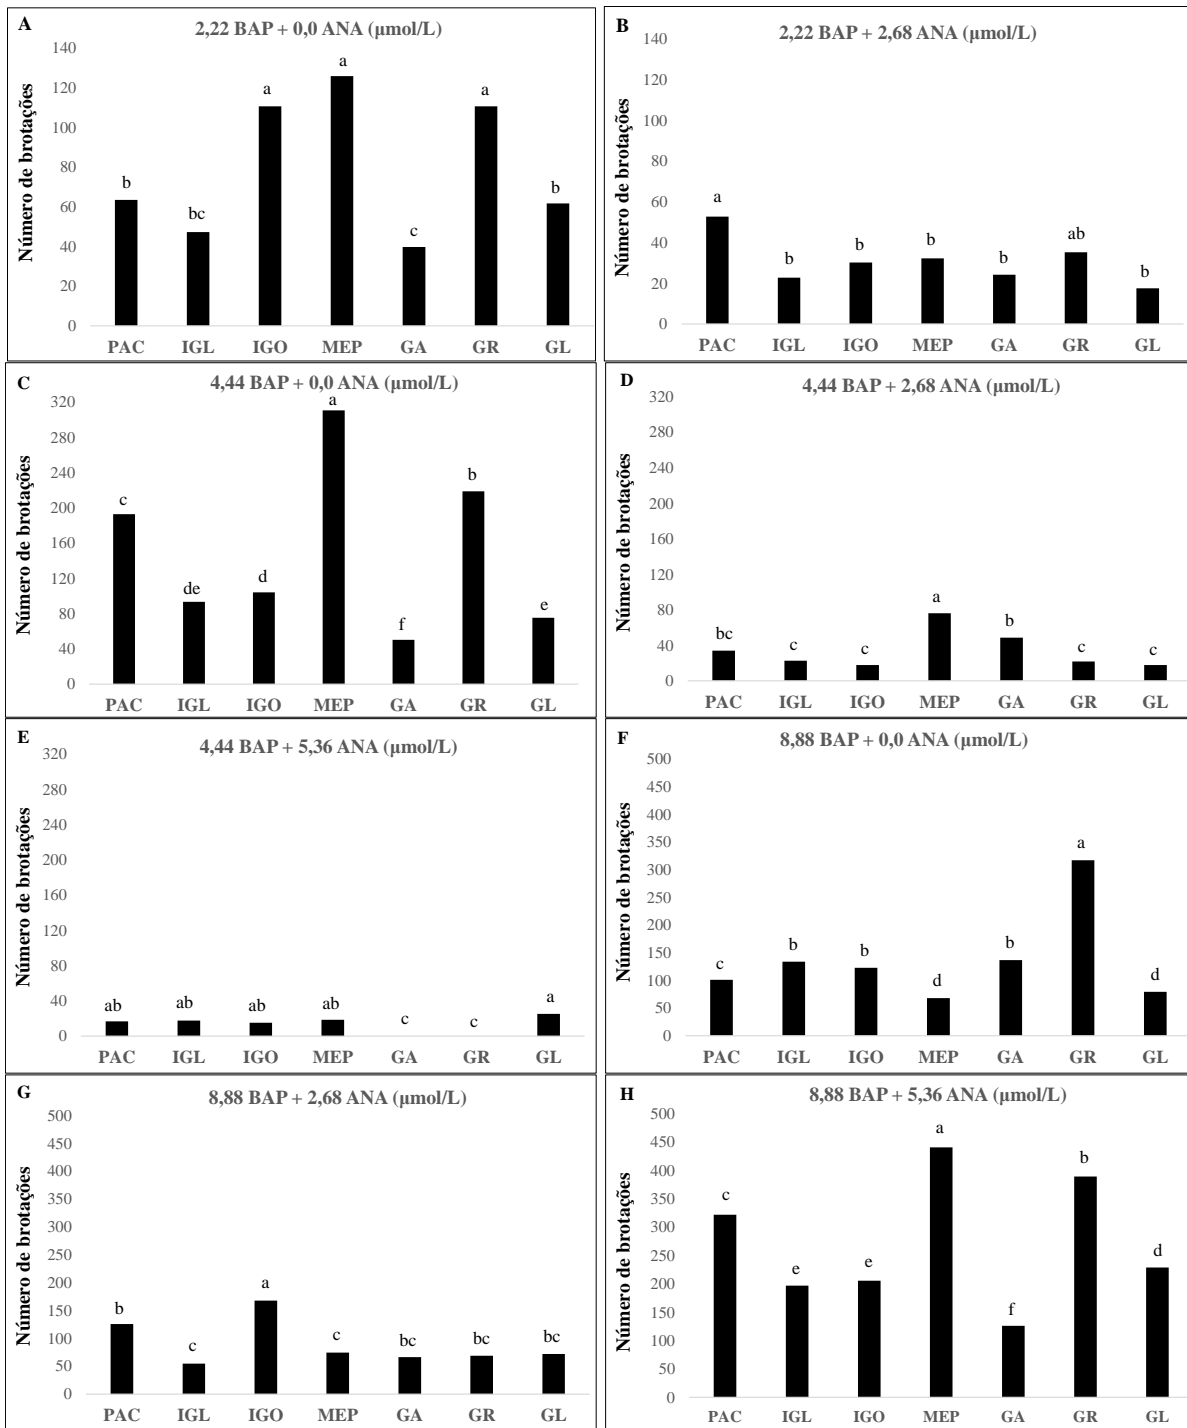 A
2,22 BAP + 0,0 ANA (µmol/L)
Número de brotações
140
120
100
80
60
40
20
0
b
bc
a
a
c
a
b
PAC IGL IGO MEP GA GR GL
B
2,22 BAP + 2,68 ANA (µmol/L)
Número de brotações
140
120
100
80
60
40
20
0
a
b
b
b
b
ab
b
PAC IGL IGO MEP GA GR GL
C
4,44 BAP + 0,0 ANA (µmol/L)
Número de brotações
320
280
240
200
160
120
80
40
0
c
de
d
a
f
b
e
PAC IGL IGO MEP GA GR GL
D
4,44 BAP + 2,68 ANA (µmol/L)
Número de brotações
320
280
240
200
160
120
80
40
0
bc
c
c
a
b
c
c
PAC IGL IGO MEP GA GR GL
E
4,44 BAP + 5,36 ANA (µmol/L)
Número de brotações
320
280
240
200
160
120
80
40
0
ab
ab
ab
ab
c
c
a
PAC IGL IGO MEP GA GR GL
F
8,88 BAP + 0,0 ANA (µmol/L)
Número de brotações
500
450
400
350
300
250
200
150
100
50
0
c
b
b
d
b
a
d
PAC IGL IGO MEP GA GR GL
G
8,88 BAP + 2,68 ANA (µmol/L)
Número de brotações
500
450
400
350
300
250
200
150
100
50
0
b
c
a
c
bc
bc
bc
PAC IGL IGO MEP GA GR GL
H
8,88 BAP + 5,36 ANA (µmol/L)
Número de brotações
500
450
400
350
300
250
200
150
100
50
0
c
e
e
a
f
b
d
PAC IGL IGO MEP GA GR GL